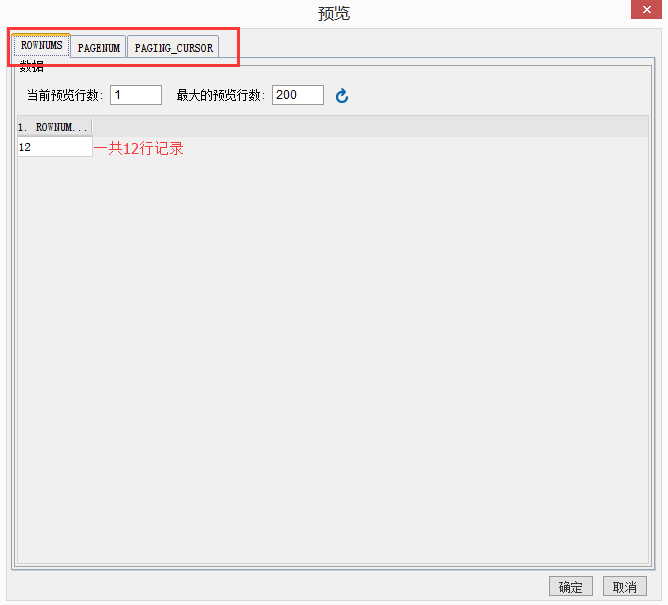 预览
ROWNUMS PAGENUM PAGING_CURSOR
数据
当前预览行数: 1 最大的预览行数: 200
1. ROWNUM...
12 一共12行记录
确定 取消